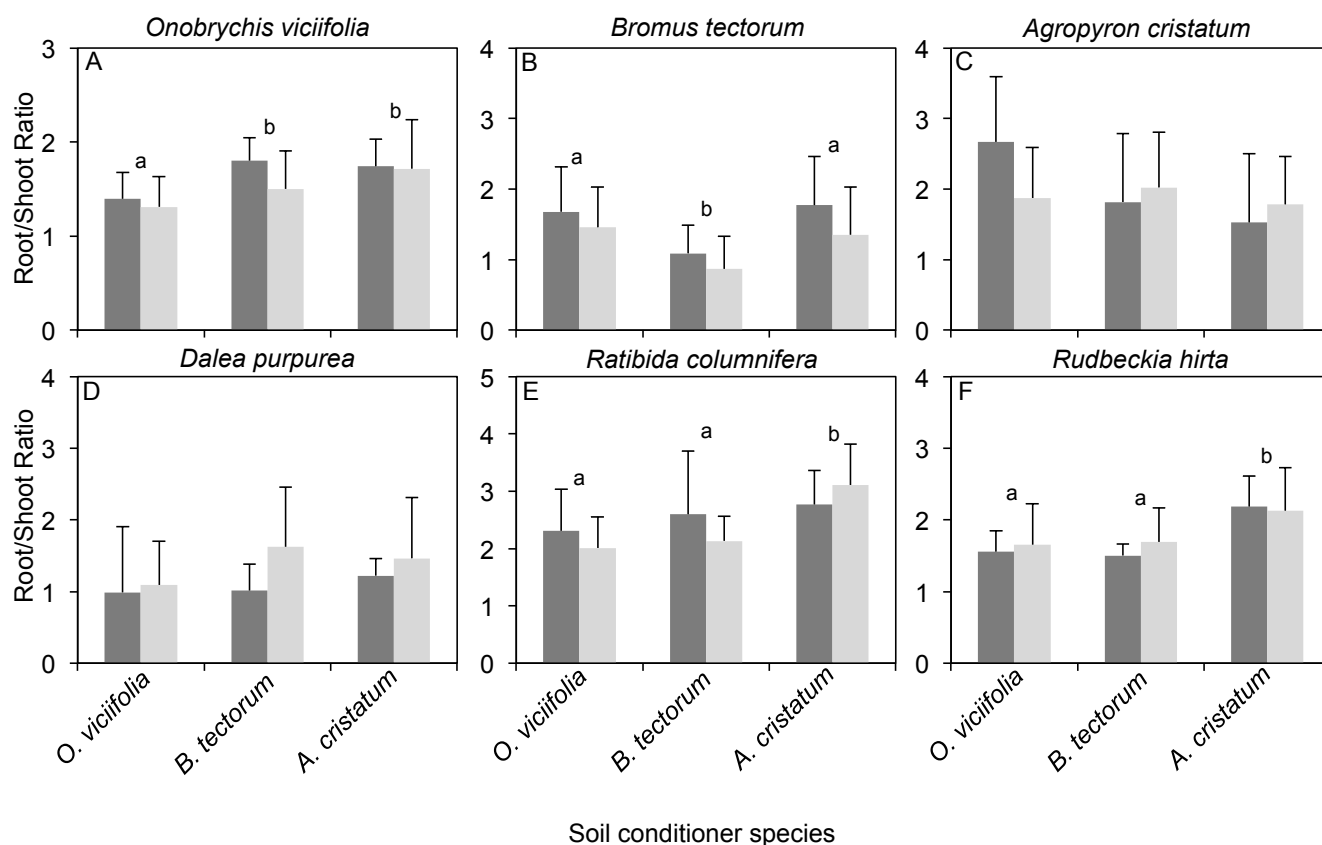 Onobrychis viciifolia
Bromus tectorum
Agropyron cristatum
Root/Shoot Ratio
3
2
1
0
A
a
b
b
4
3
2
1
0
B
a
b
a
4
3
2
1
0
C
Dalea purpurea
Ratibida columnifera
Rudbeckia hirta
Root/Shoot Ratio
4
3
2
1
0
D
5
4
3
2
1
0
E
a
a
b
4
3
2
1
0
F
a
a
b
O. viciifolia
B. tectorum
A. cristatum
O. viciifolia
B. tectorum
A. cristatum
O. viciifolia
B. tectorum
A. cristatum
Soil conditioner species